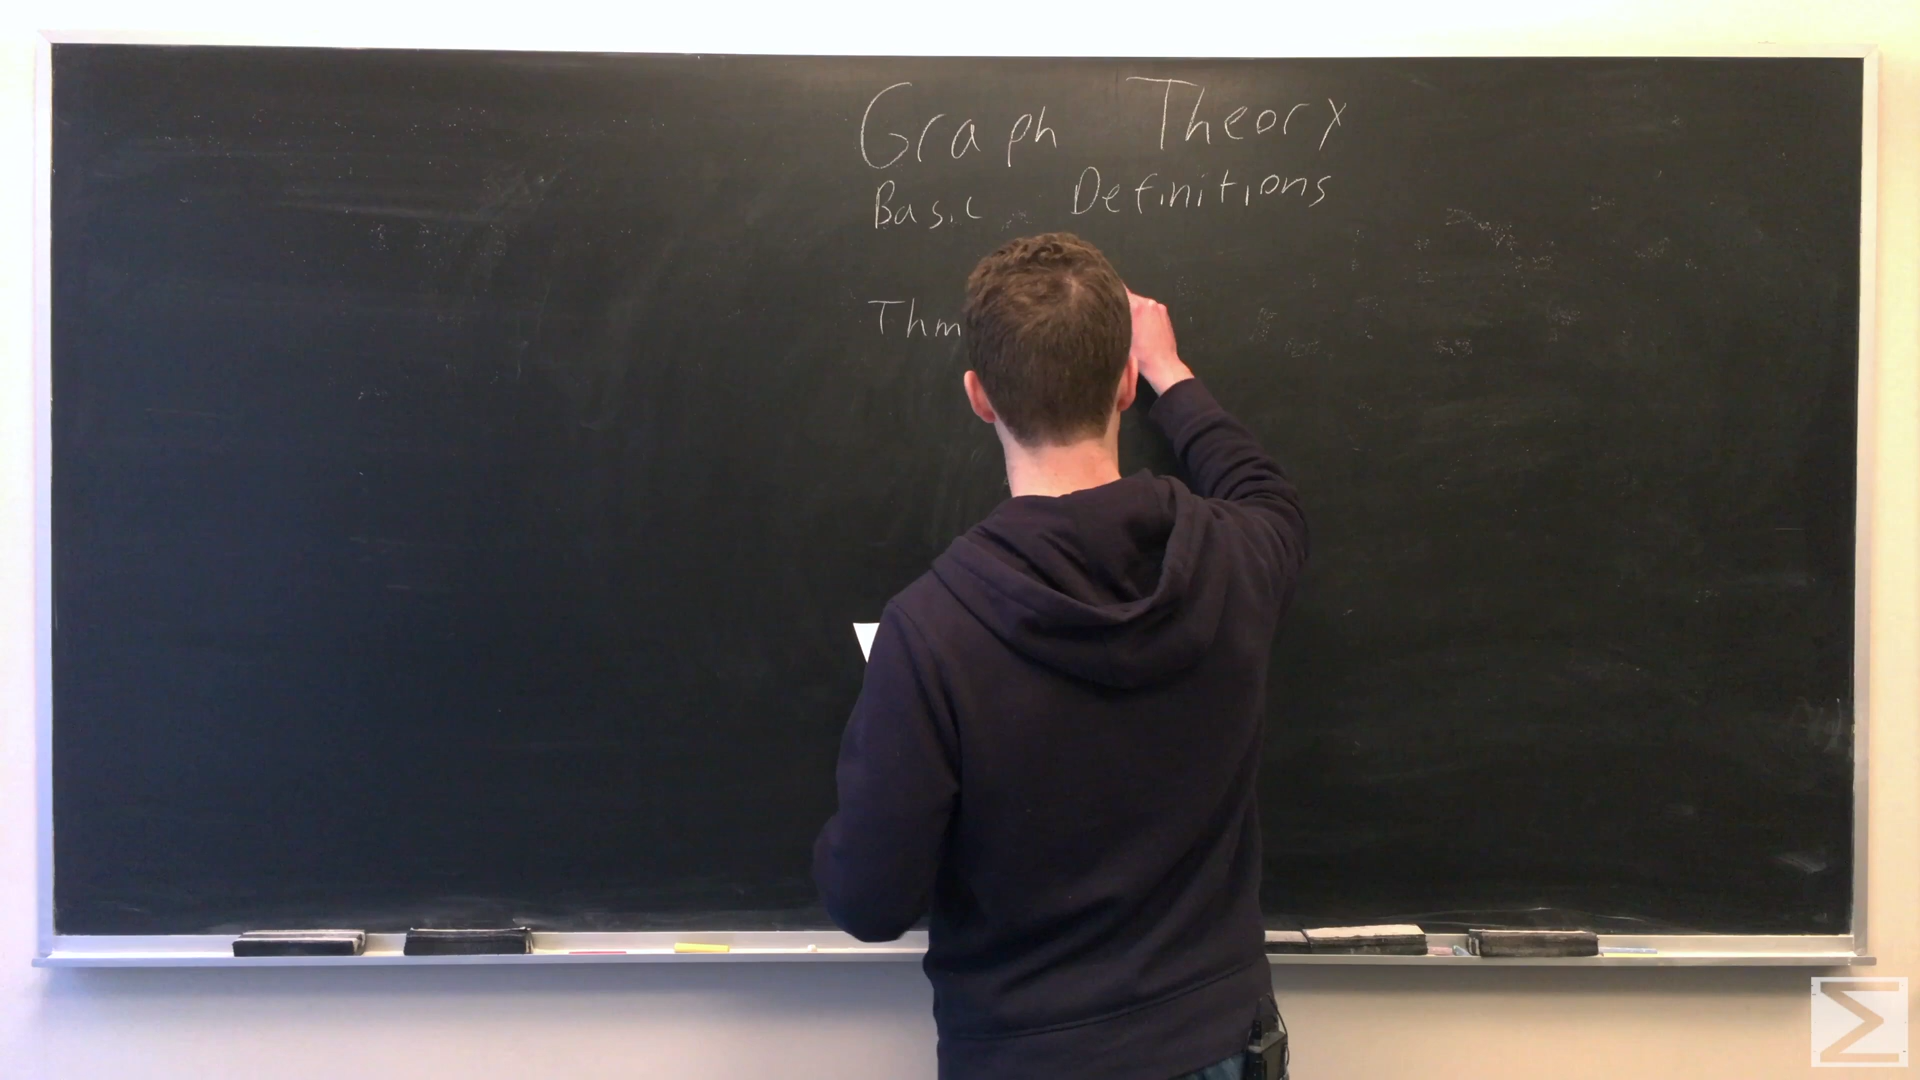 Graph Theory
Basic Definitions
Thm
Σ